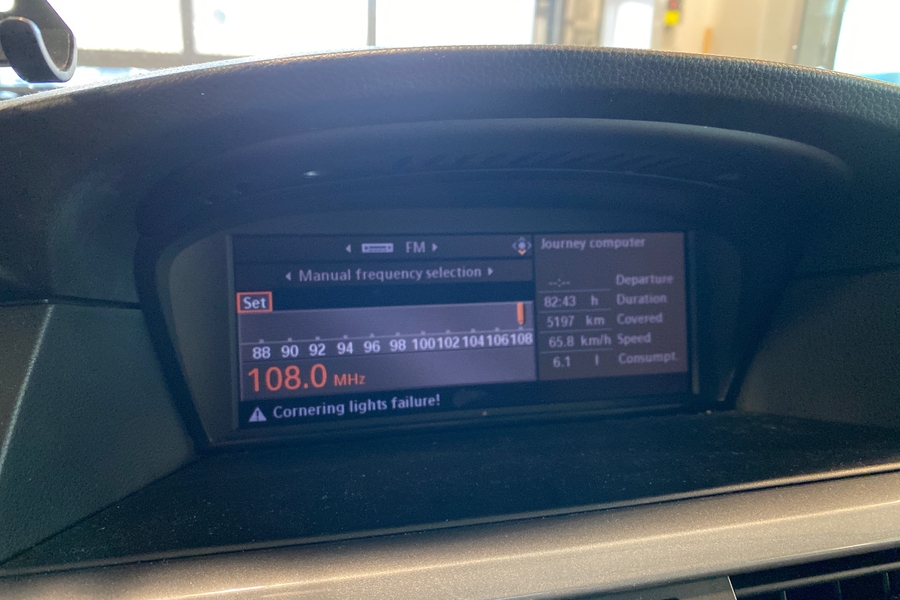 FM
Manual frequency selection
Set
88 90 92 94 96 98 100 102 104 106 108
108.0 MHz
Cornering lights failure!
Journey computer
--:-- Departure
82:43 h Duration
5197 km Covered
65.8 km/h Speed
6.1 l Consumpt.